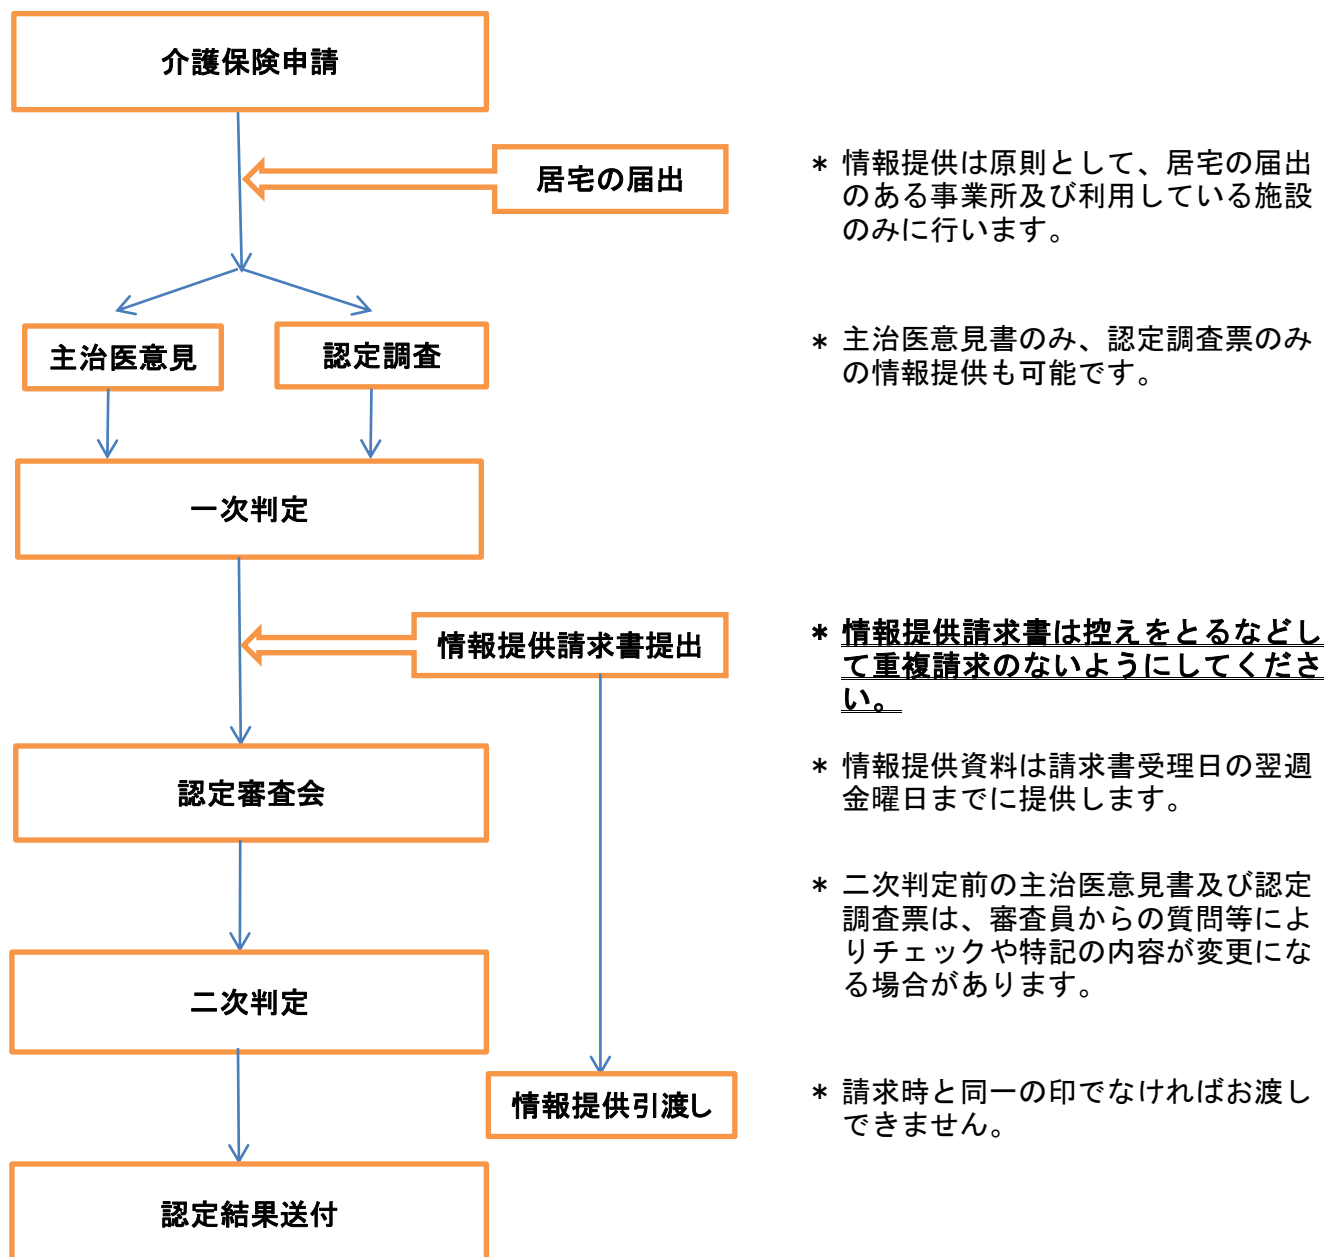 介護保険申請
居宅の届出
* 情報提供は原則として、居宅の届出
のある事業所及び利用している施設
のみに行います。
主治医意見
認定調査
* 主治医意見書のみ、認定調査票のみ
の情報提供も可能です。
一次判定
情報提供請求書提出
* 情報提供請求書は控えをとるなどし
て重複請求のないようにしてくださ
い。
認定審査会
* 情報提供資料は請求書受理日の翌週
金曜日までに提供します。
* 二次判定前の主治医意見書及び認定
調査票は、審査員からの質問等によ
りチェックや特記の内容が変更にな
る場合があります。
二次判定
情報提供引渡し
* 請求時と同一の印でなければお渡し
できません。
認定結果送付